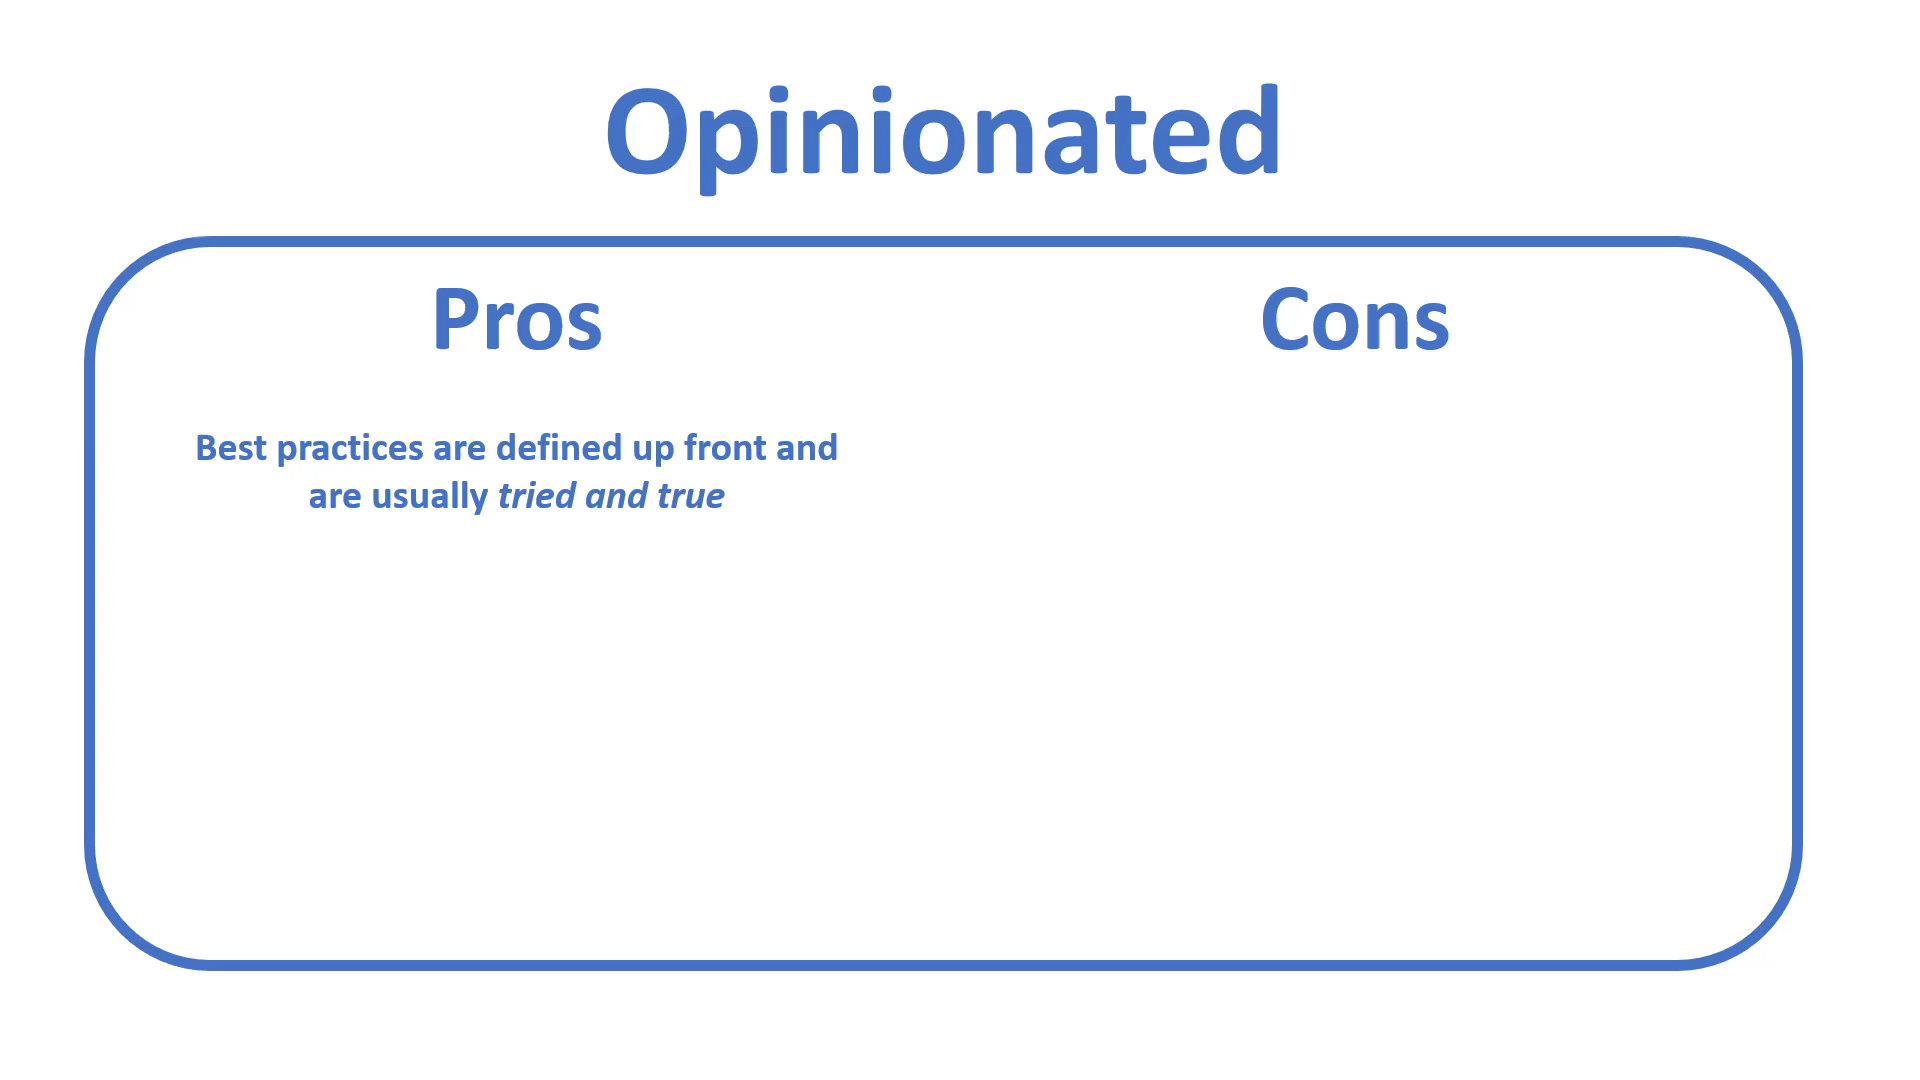 Opinionated
Pros
Cons
Best practices are defined up front and
are usually tried and true